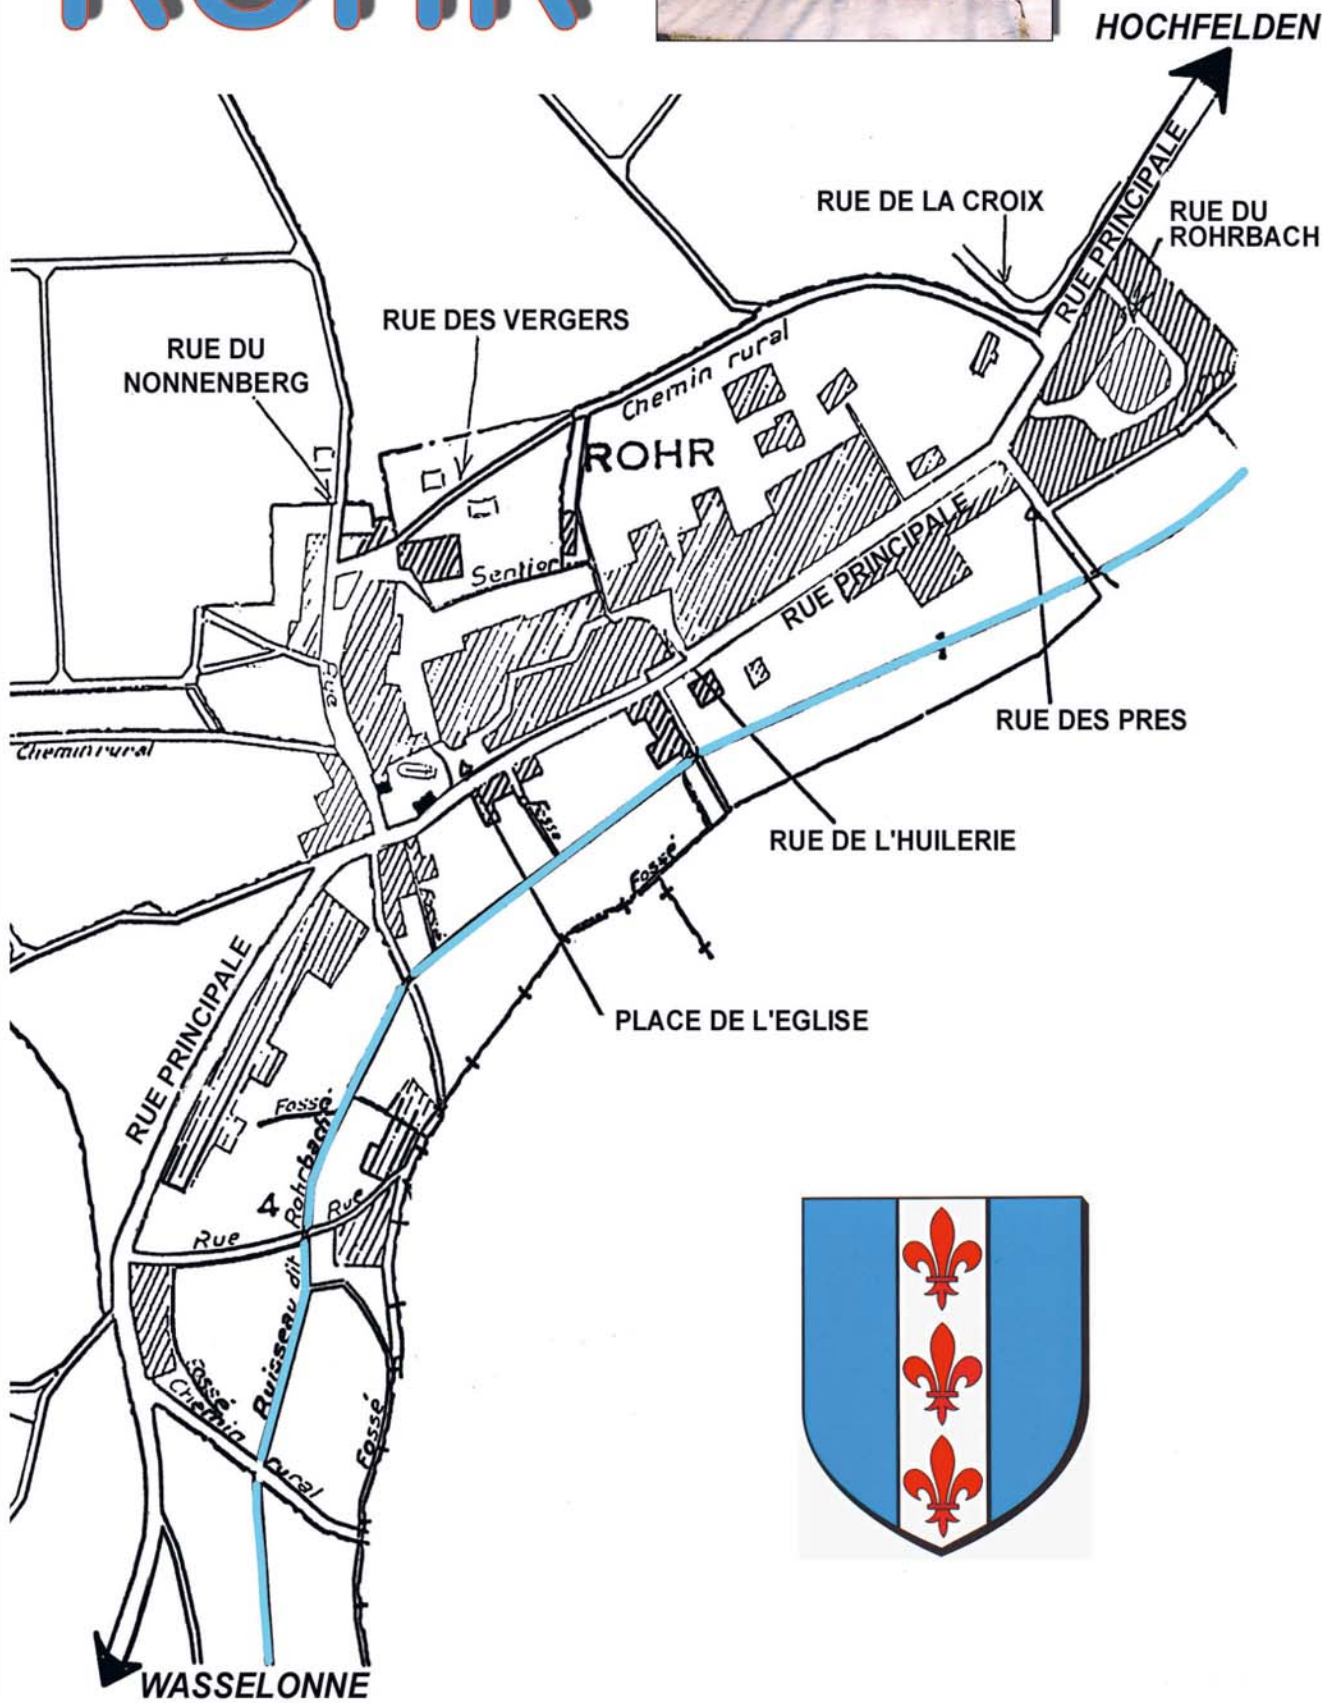 ROHR
HOCHFELDEN
RUE PRINCIPALE
RUE DE LA CROIX
RUE DU
ROHRBACH
RUE DES VERGERS
RUE DU
NONNENBERG
Chemin rural
ROHR
Sentier
RUE PRINCIPALE
Rue
RUE DES PRES
Chemin rural
RUE DE L'HUILERIE
Fossé
Fossé
Fossé
PLACE DE L'EGLISE
RUE PRINCIPALE
Fossé
4
Rue
Rue
Ruisseau dit Rohrbach
Fossé
Chemin rural
Fossé
WASSELONNE